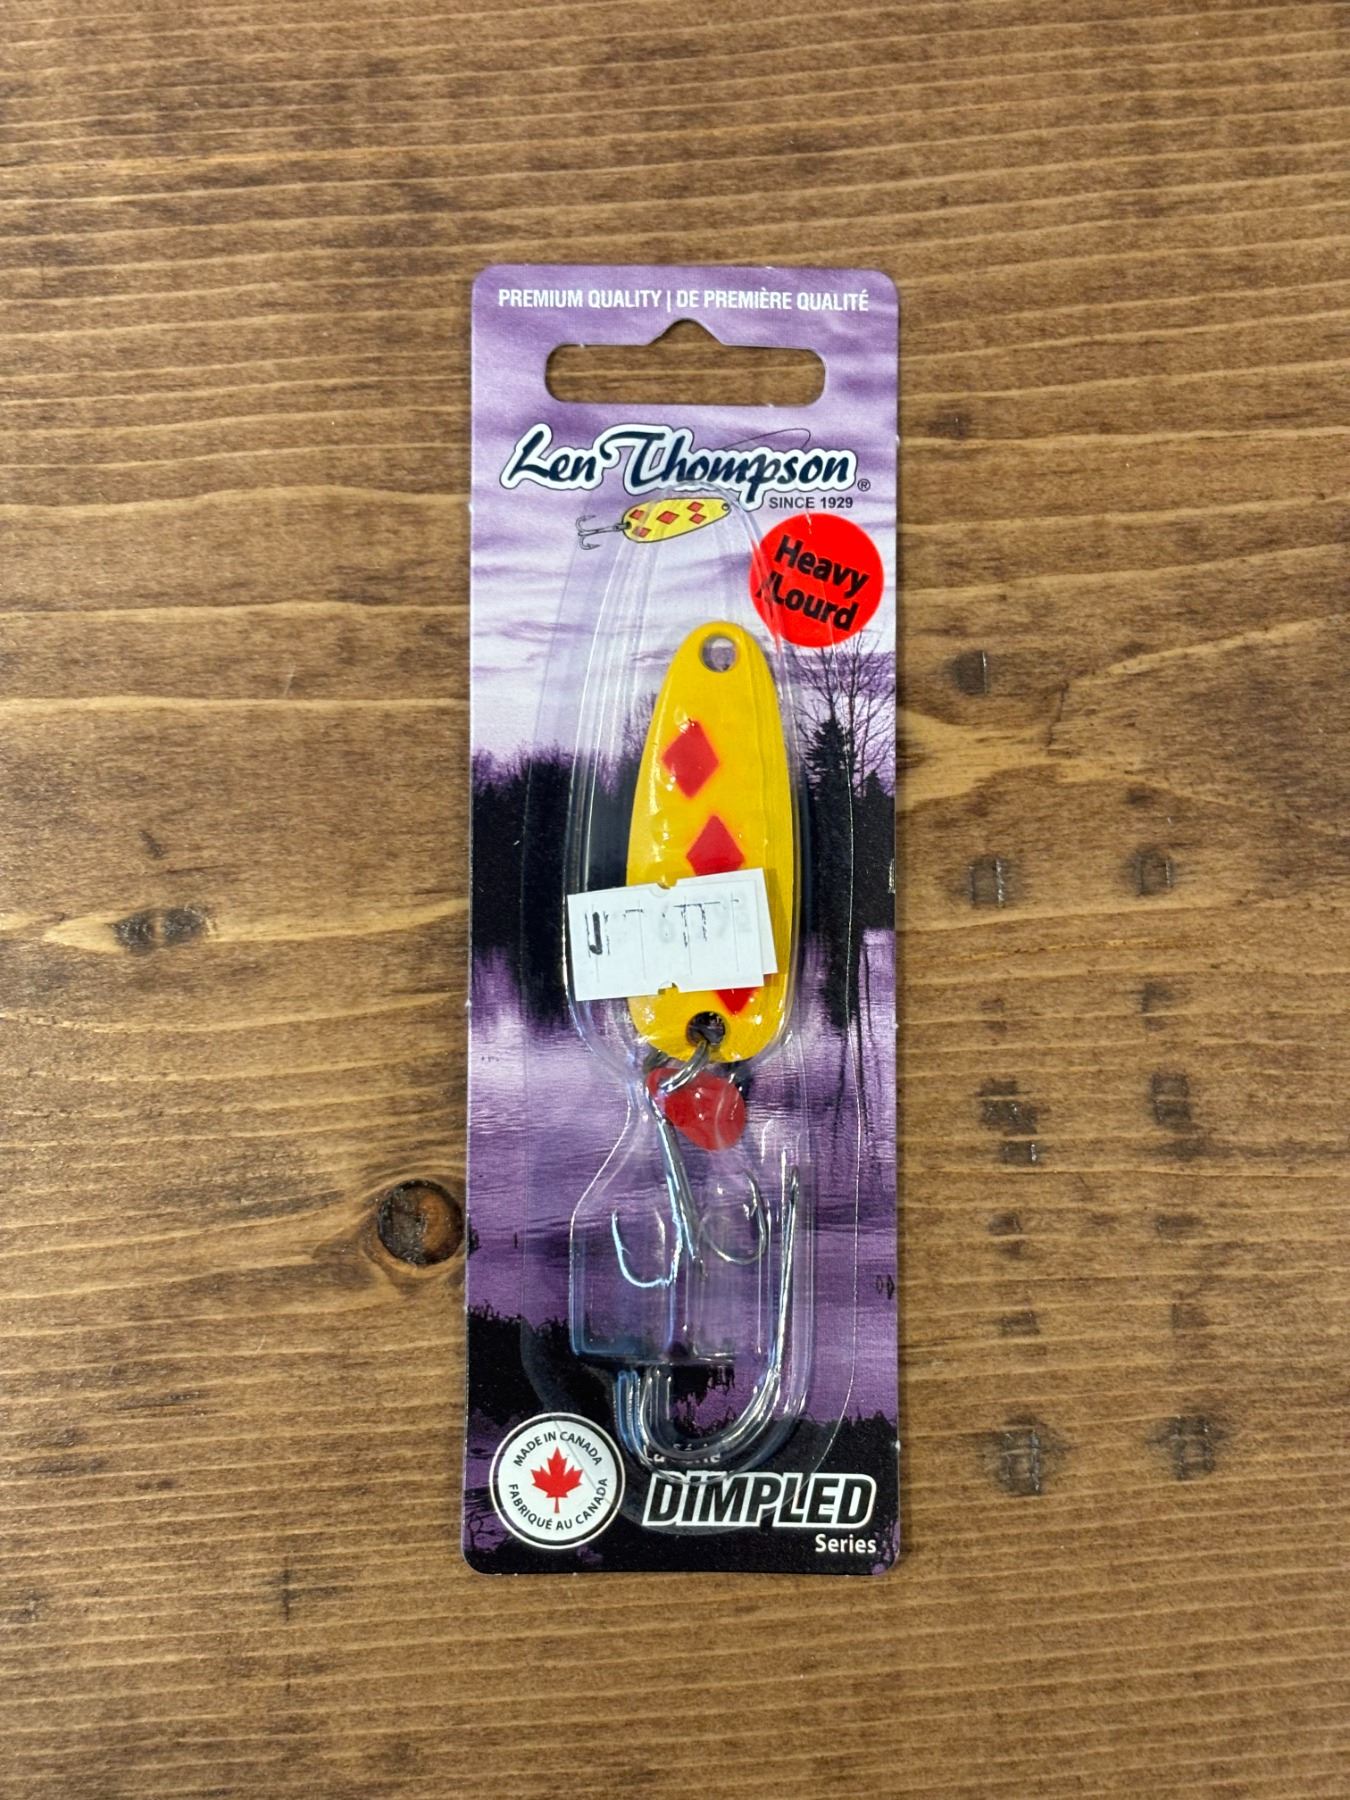 PREMIUM QUALITY | DE PREMIÈRE QUALITÉ
Len Thompson®
SINCE 1929
Heavy
/Lourd
MADE IN CANADA
FABRIQUÉ AU CANADA
DIMPLED
Series